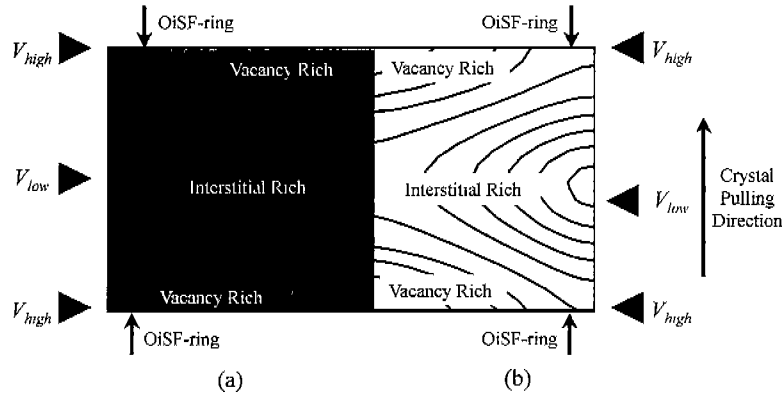 OiSF-ring OiSF-ring
V_high V_high
Vacancy Rich Vacancy Rich
V_low Interstitial Rich Interstitial Rich V_low
Crystal
Pulling
Direction
Vacancy Rich Vacancy Rich
V_high V_high
OiSF-ring OiSF-ring
(a) (b)